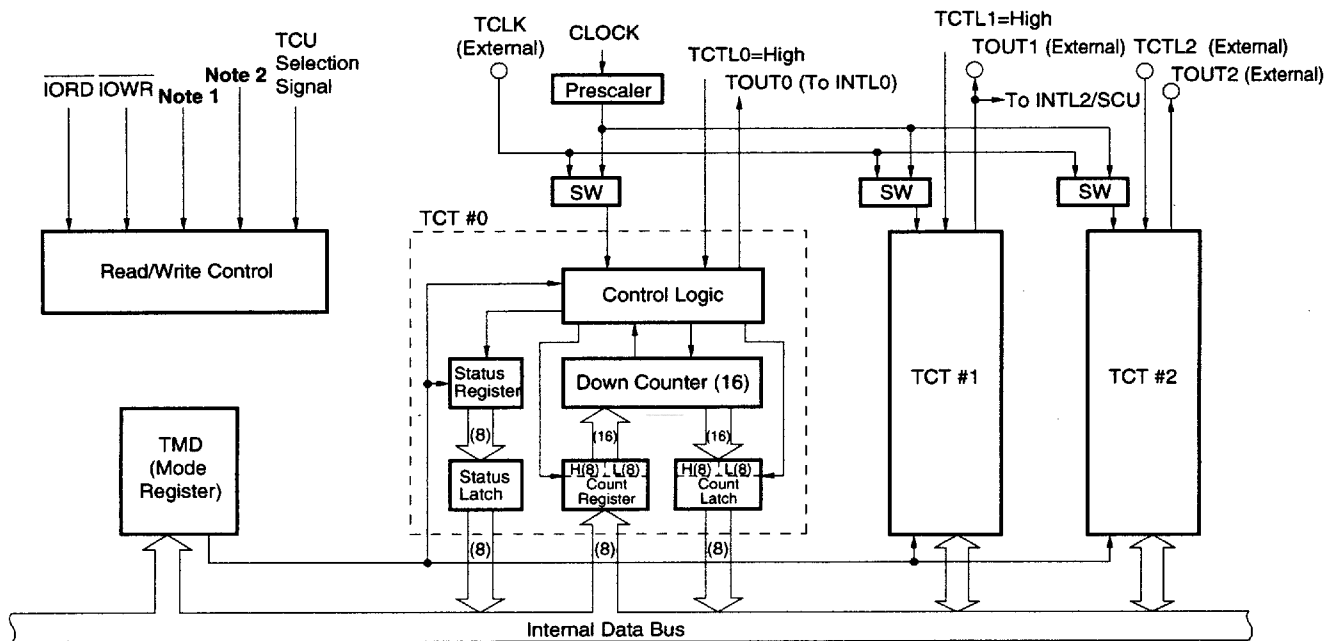 TCLK
(External)
CLOCK
TCTL0=High
TOUT0 (To INTL0)
TCTL1=High
TOUT1 (External)
TCTL2 (External)
TOUT2 (External)
To INTL2/SCU
IORD IOWR
Note 1
Note 2
TCU
Selection
Signal
Prescaler
SW
SW
SW
TCT #0
Read/Write Control
Control Logic
Status
Register
Down Counter (16)
TCT #1
TCT #2
(8)
(16)
(16)
TMD
(Mode
Register)
Status
Latch
H(8) L(8)
Count
Register
H(8) L(8)
Count
Latch
(8)
(8)
(8)
Internal Data Bus